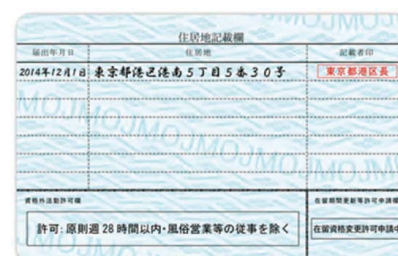 住居地記載欄
届出年月日 住居地 記載者印
2014年12月1日 東京都港区港南5丁目5番30号 東京都港区長
資格外活動許可欄 在留期間更新等許可申請欄
許可:原則週28時間以内・風俗営業等の従事を除く 在留資格変更許可申請中
MOJMOJMOJMOJ